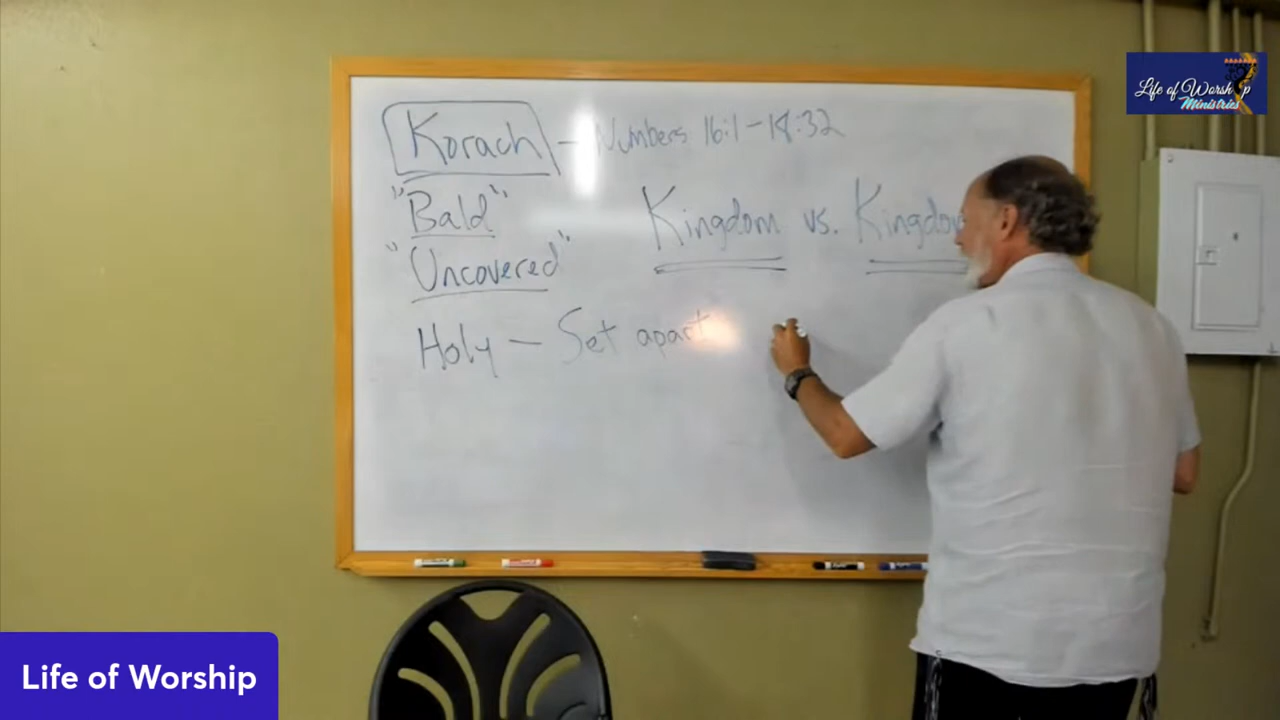 Life of Worship
Ministries
Korach - Numbers 16:1-18:32
"Bald"
Kingdom vs. Kingdom
"Uncovered"
Holy - Set apart
Life of Worship